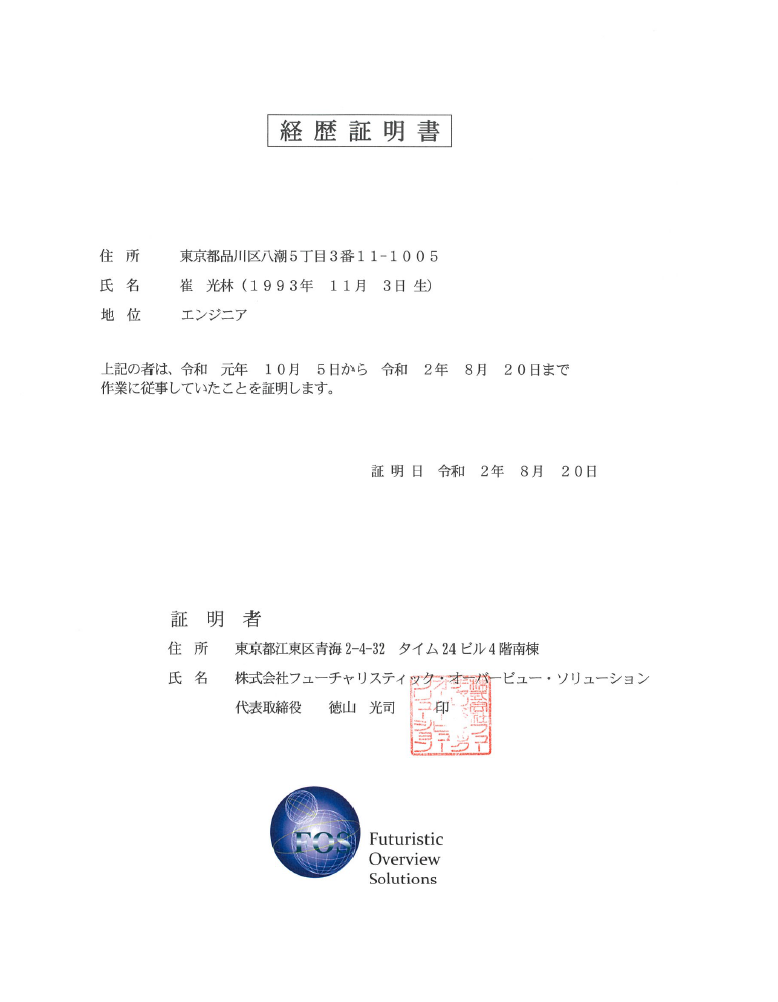 経歴証明書
住 所 東京都品川区八潮5丁目3番11-1005
氏 名 崔 光林（1993年 11月 3日 生）
地 位 エンジニア
上記の者は、令和 元年 10月 5日から 令和 2年 8月 20日まで
作業に従事していたことを証明します。
証 明 日 令和 2年 8月 20日
証 明 者
住 所 東京都江東区青海2-4-32 タイム24ビル4階南棟
氏 名 株式会社フューチャリスティック・オーバービュー・ソリューション
代表取締役 徳山 光司 印
FOS
Futuristic
Overview
Solutions